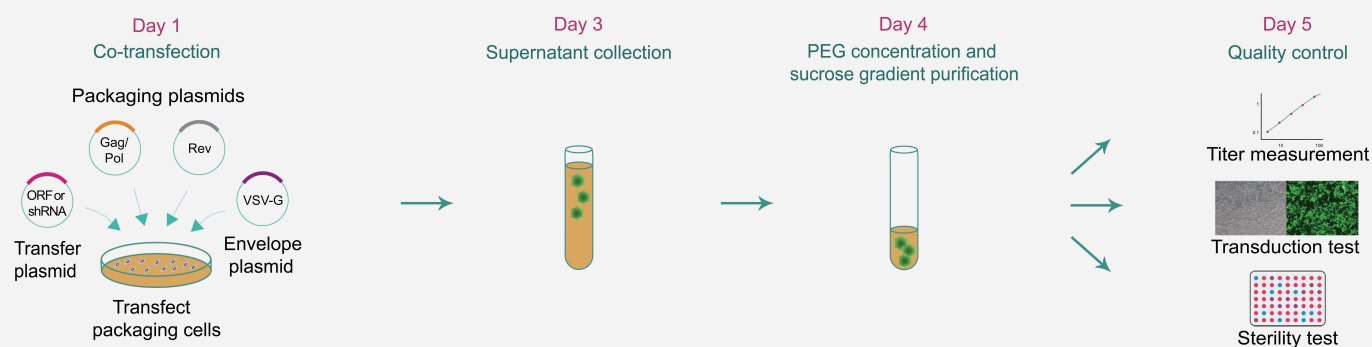 Day 1
Co-transfection
Packaging plasmids
Gag/
Pol
Rev
ORF or
shRNA
VSV-G
Transfer
plasmid
Envelope
plasmid
Transfect
packaging cells
Day 3
Supernatant collection
Day 4
PEG concentration and
sucrose gradient purification
Day 5
Quality control
1
0.1
10
100
Titer measurement
Transduction test
Sterility test